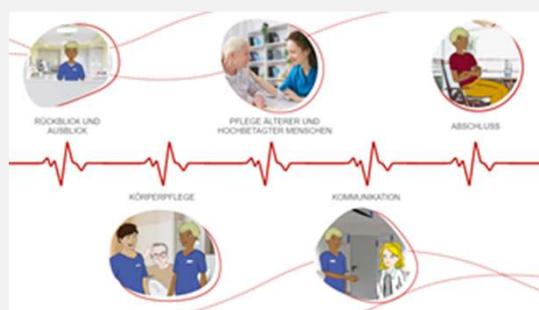 RÜCKBLICK UND
AUSBLICK
PFLEGE ÄLTERER UND
HOCHBETAGTER MENSCHEN
ABSCHLUSS
KÖRPERPFLEGE
KOMMUNIKATION